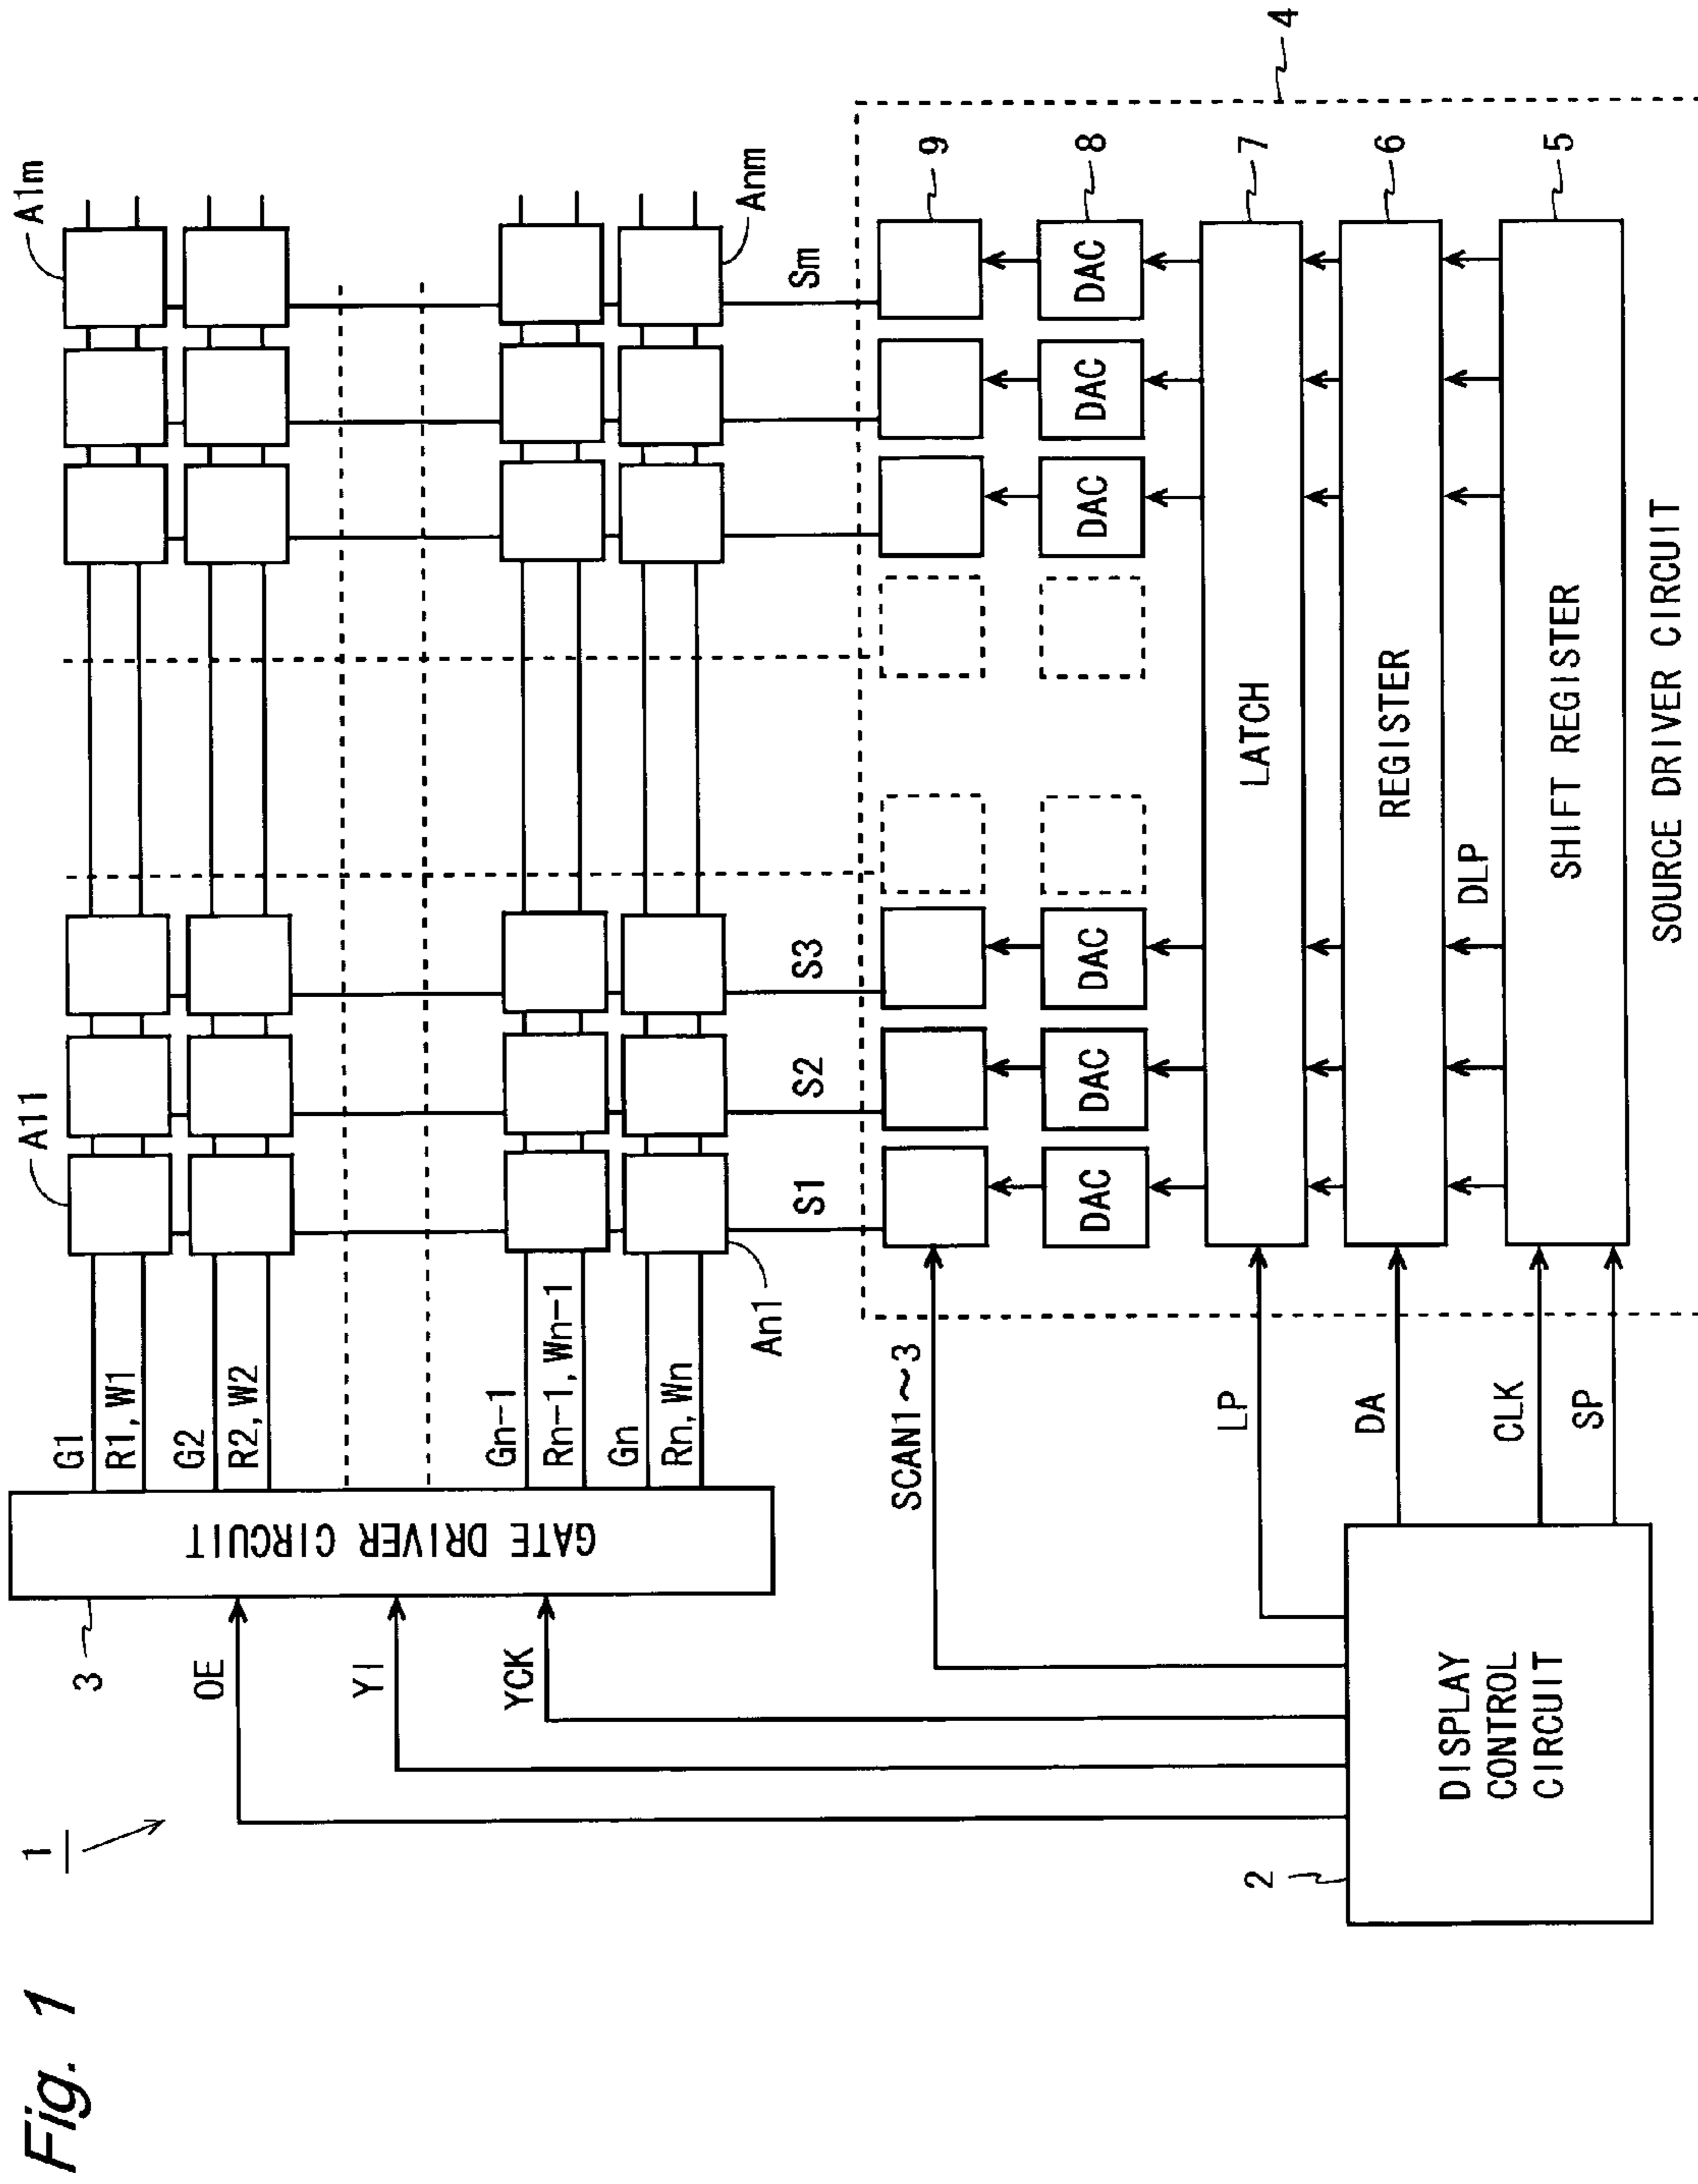 Fig. 1
1
A11
A1m
3
GATE DRIVER CIRCUIT
G1
R1, W1
G2
R2, W2
Gn-1
Rn-1, Wn-1
Gn
Rn, Wn
An1
Anm
OE
YI
YCK
S1
S2
S3
Sm
4
SCAN1~3
9
DAC
DAC
DAC
DAC
DAC
DAC
8
LP
LATCH
7
DA
REGISTER
6
DLP
CLK
SP
SHIFT REGISTER
5
SOURCE DRIVER CIRCUIT
2
DISPLAY
CONTROL
CIRCUIT